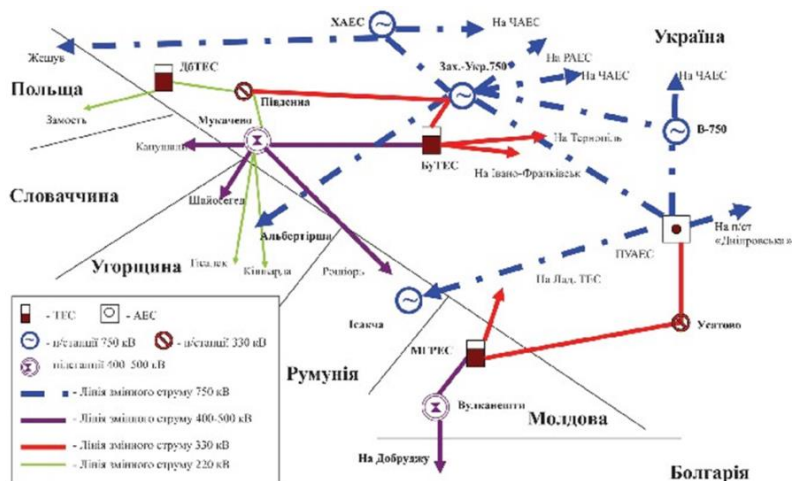 ХАЕС
На ЧАЕС
Україна
Жешув
ДбТЕС
Зах.-Укр.750
На РАЕС
На ЧАЕС
На ЧАЕС
Польща
Південна
Замость
Мукачево
В-750
Капушани
БуТЕС
На Тернопіль
На Івано-Франківськ
Словаччина
Шайосегед
Альбертірша
ПУАЕС
На п/ст
«Дніпровська»
Угорщина
Тисалек
Кішварда
Рошіорь
На Лад. ТЕС
Ісакча
Усатово
- ТЕС
- АЕС
- п/станції 750 кВ
- п/станції 330 кВ
-підстанції 400-500 кВ
Румунія
МГРЕС
- Лінія змінного струму 750 кВ
- Лінія змінного струму 400-500 кВ
- Лінія змінного струму 330 кВ
- Лінія змінного струму 220 кВ
Вулканешти
Молдова
На Добруджу
Болгарія